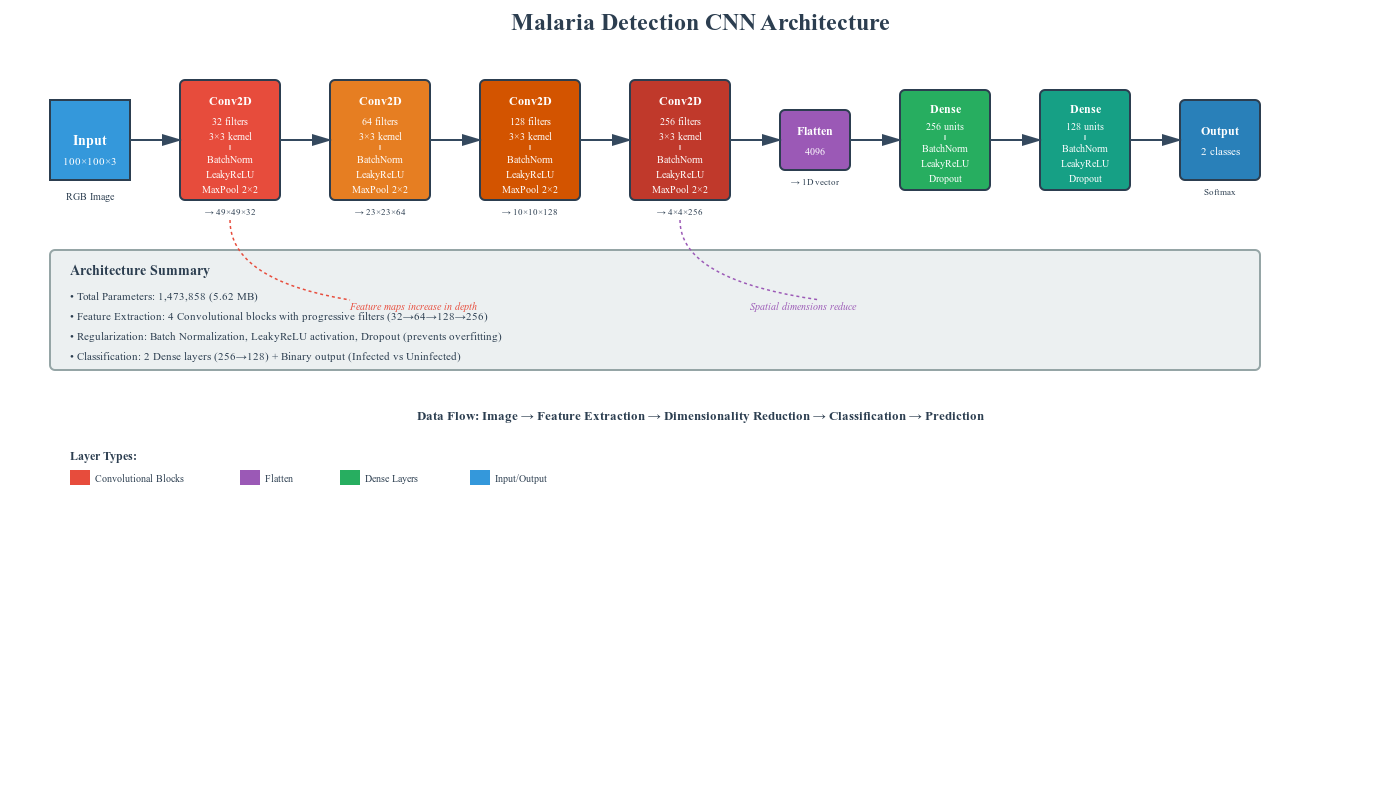 Malaria Detection CNN Architecture
Input
100×100×3
RGB Image
Conv2D
32 filters
3×3 kernel
BatchNorm
LeakyReLU
MaxPool 2×2
→ 49×49×32
Conv2D
64 filters
3×3 kernel
BatchNorm
LeakyReLU
MaxPool 2×2
→ 23×23×64
Conv2D
128 filters
3×3 kernel
BatchNorm
LeakyReLU
MaxPool 2×2
→ 10×10×128
Conv2D
256 filters
3×3 kernel
BatchNorm
LeakyReLU
MaxPool 2×2
→ 4×4×256
Flatten
4096
→ 1D vector
Dense
256 units
BatchNorm
LeakyReLU
Dropout
Dense
128 units
BatchNorm
LeakyReLU
Dropout
Output
2 classes
Softmax
Architecture Summary
• Total Parameters: 1,473,858 (5.62 MB)
Feature maps increase in depth
Spatial dimensions reduce
• Feature Extraction: 4 Convolutional blocks with progressive filters (32→64→128→256)
• Regularization: Batch Normalization, LeakyReLU activation, Dropout (prevents overfitting)
• Classification: 2 Dense layers (256→128) + Binary output (Infected vs Uninfected)
Data Flow: Image → Feature Extraction → Dimensionality Reduction → Classification → Prediction
Layer Types:
Convolutional Blocks
Flatten
Dense Layers
Input/Output